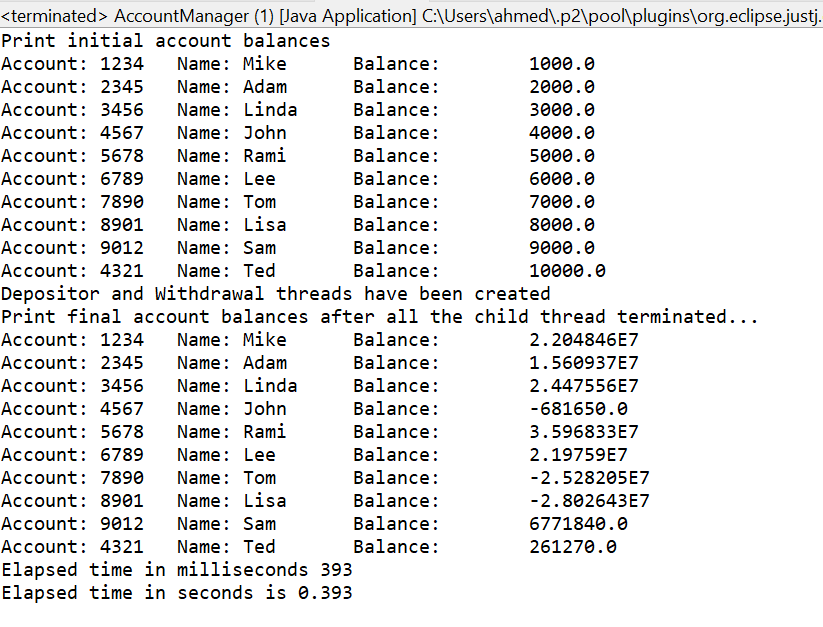 <terminated> AccountManager (1) [Java Application] C:\Users\ahmed\.p2\pool\plugins\org.eclipse.justj.
Print initial account balances
Account: 1234   Name: Mike      Balance:        1000.0
Account: 2345   Name: Adam      Balance:        2000.0
Account: 3456   Name: Linda     Balance:        3000.0
Account: 4567   Name: John      Balance:        4000.0
Account: 5678   Name: Rami      Balance:        5000.0
Account: 6789   Name: Lee       Balance:        6000.0
Account: 7890   Name: Tom       Balance:        7000.0
Account: 8901   Name: Lisa      Balance:        8000.0
Account: 9012   Name: Sam       Balance:        9000.0
Account: 4321   Name: Ted       Balance:        10000.0
Depositor and Withdrawal threads have been created
Print final account balances after all the child thread terminated...
Account: 1234   Name: Mike      Balance:        2.204846E7
Account: 2345   Name: Adam      Balance:        1.560937E7
Account: 3456   Name: Linda     Balance:        2.447556E7
Account: 4567   Name: John      Balance:        -681650.0
Account: 5678   Name: Rami      Balance:        3.596833E7
Account: 6789   Name: Lee       Balance:        2.19759E7
Account: 7890   Name: Tom       Balance:        -2.528205E7
Account: 8901   Name: Lisa      Balance:        -2.802643E7
Account: 9012   Name: Sam       Balance:        6771840.0
Account: 4321   Name: Ted       Balance:        261270.0
Elapsed time in milliseconds 393
Elapsed time in seconds is 0.393